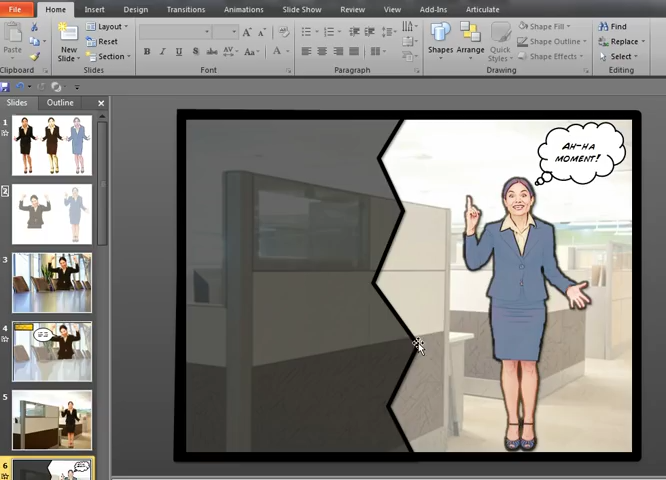 File Home Insert Design Transitions Animations Slide Show Review View Add-Ins Articulate
Paste
New Slide
Layout
Reset
Section
Shapes
Arrange
Quick Styles
Shape Fill
Shape Outline
Shape Effects
Find
Replace
Select
Clipboard Slides Font Paragraph Drawing Editing
Slides Outline
1
2
3
4
5
6
AH-HA
MOMENT!